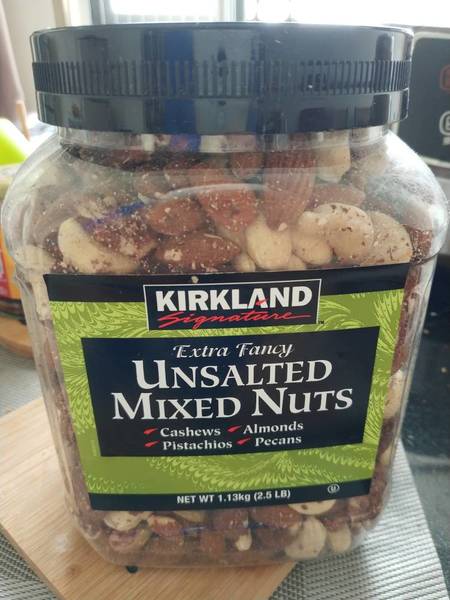 KIRKLAND
Signature
Extra Fancy
UNSALTED
MIXED NUTS
Cashews Almonds
Pistachios Pecans
NET WT 1.13kg (2.5 LB)
U